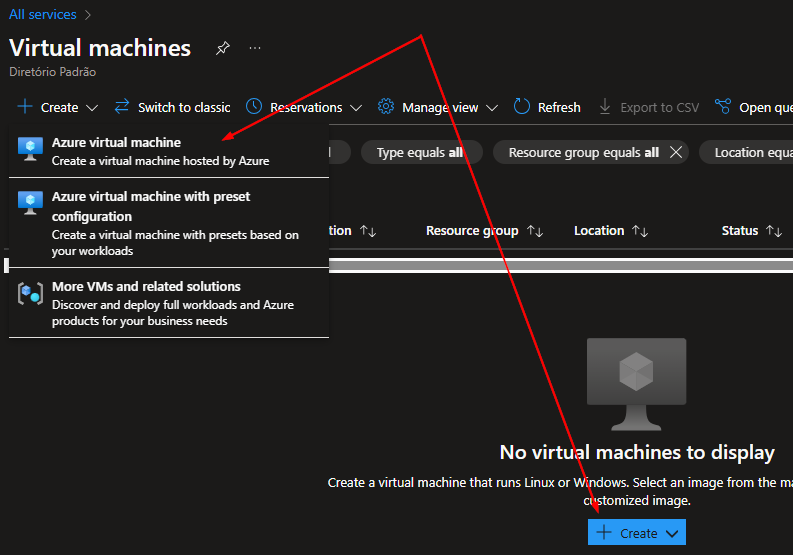 All services
Virtual machines
Diretório Padrão
Create Switch to classic Reservations Manage view Refresh Export to CSV Open que
Azure virtual machine
Create a virtual machine hosted by Azure
Type equals all Resource group equals all Location equa
Azure virtual machine with preset
configuration
Create a virtual machine with presets based on
your workloads
tion Resource group Location Status
More VMs and related solutions
Discover and deploy full workloads and Azure
products for your business needs
No virtual machines to display
Create a virtual machine that runs Linux or Windows. Select an image from the ma
customized image.
Create